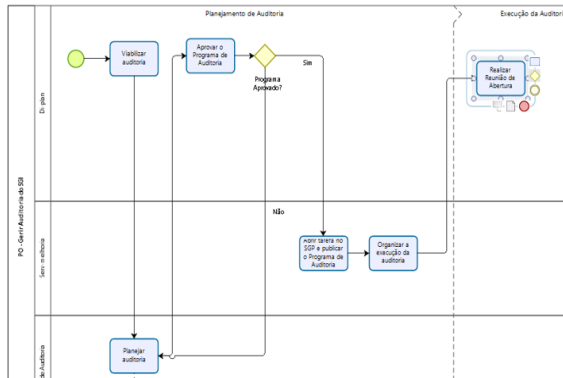 Planejamento de Auditoria
Execução da Auditori
PO - Gerir Auditoria do SGI
Di-plan
Viabilizar
auditoria
Aprovar o
Programa de
Auditoria
Programa
Aprovado?
Sim
Realizar
Reunião de
Abertura
Não
Abrir tarefa no
SGP e publicar
o Programa de
Auditoria
Organizar a
execução da
auditoria
de Auditoria
Planejar
auditoria